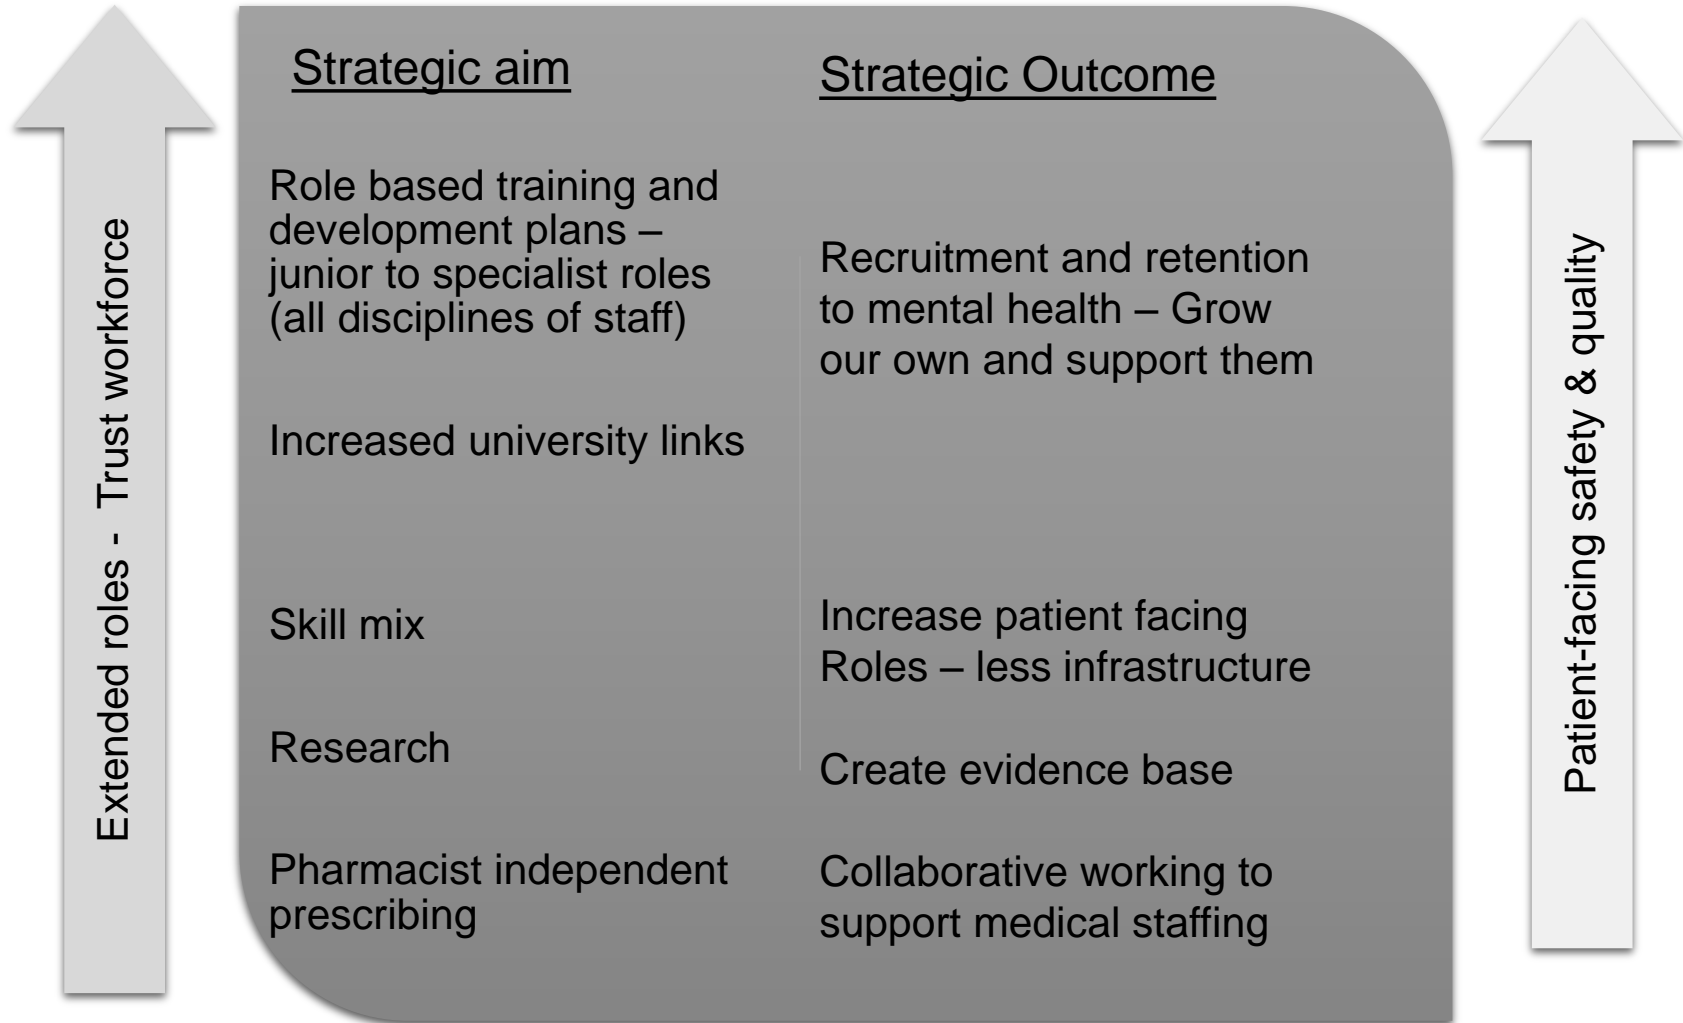 Extended roles -  Trust workforce
Strategic aim
Role based training and
development plans –
junior to specialist roles
(all disciplines of staff)
Increased university links
Skill mix
Research
Pharmacist independent
prescribing
Strategic Outcome
Recruitment and retention
to mental health – Grow
our own and support them
Increase patient facing
Roles – less infrastructure
Create evidence base
Collaborative working to
support medical staffing
Patient-facing safety & quality